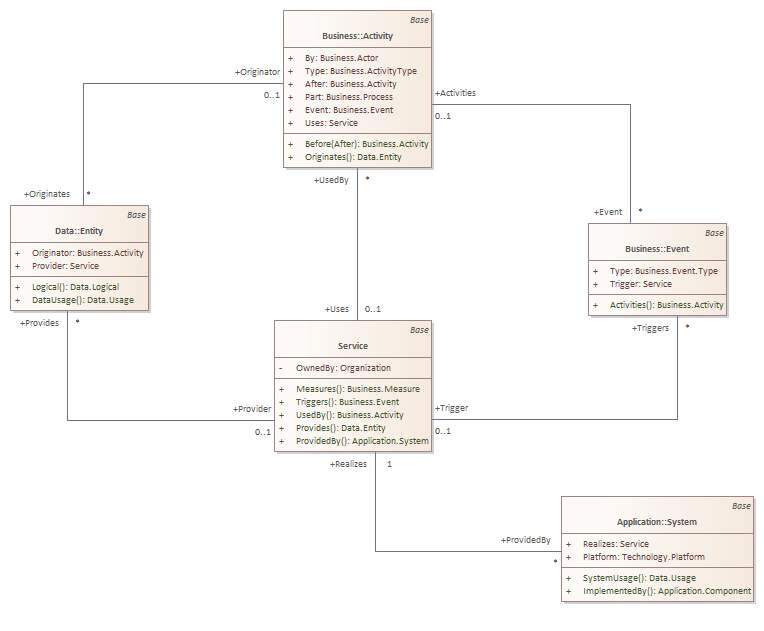 Base
Business::Activity
+ By: Business.Actor
+ Type: Business.ActivityType
+ After: Business.Activity
+ Part: Business.Process
+ Event: Business.Event
+ Uses: Service
+ Before(After): Business.Activity
+ Originates(): Data.Entity
+Originator
0..1
+Activities
0..1
+UsedBy *
+Originates *
+Event *
Base
Data::Entity
+ Originator: Business.Activity
+ Provider: Service
+ Logical(): Data.Logical
+ DataUsage(): Data.Usage
Base
Business::Event
+ Type: Business.Event.Type
+ Trigger: Service
+ Activities(): Business.Activity
+Provides *
+Uses 0..1
+Triggers *
Base
Service
- OwnedBy: Organization
+ Measures(): Business.Measure
+ Triggers(): Business.Event
+ UsedBy(): Business.Activity
+ Provides(): Data.Entity
+ ProvidedBy(): Application.System
+Provider
0..1
+Trigger
0..1
+Realizes 1
+ProvidedBy
*
Base
Application::System
+ Realizes: Service
+ Platform: Technology.Platform
+ SystemUsage(): Data.Usage
+ ImplementedBy(): Application.Component